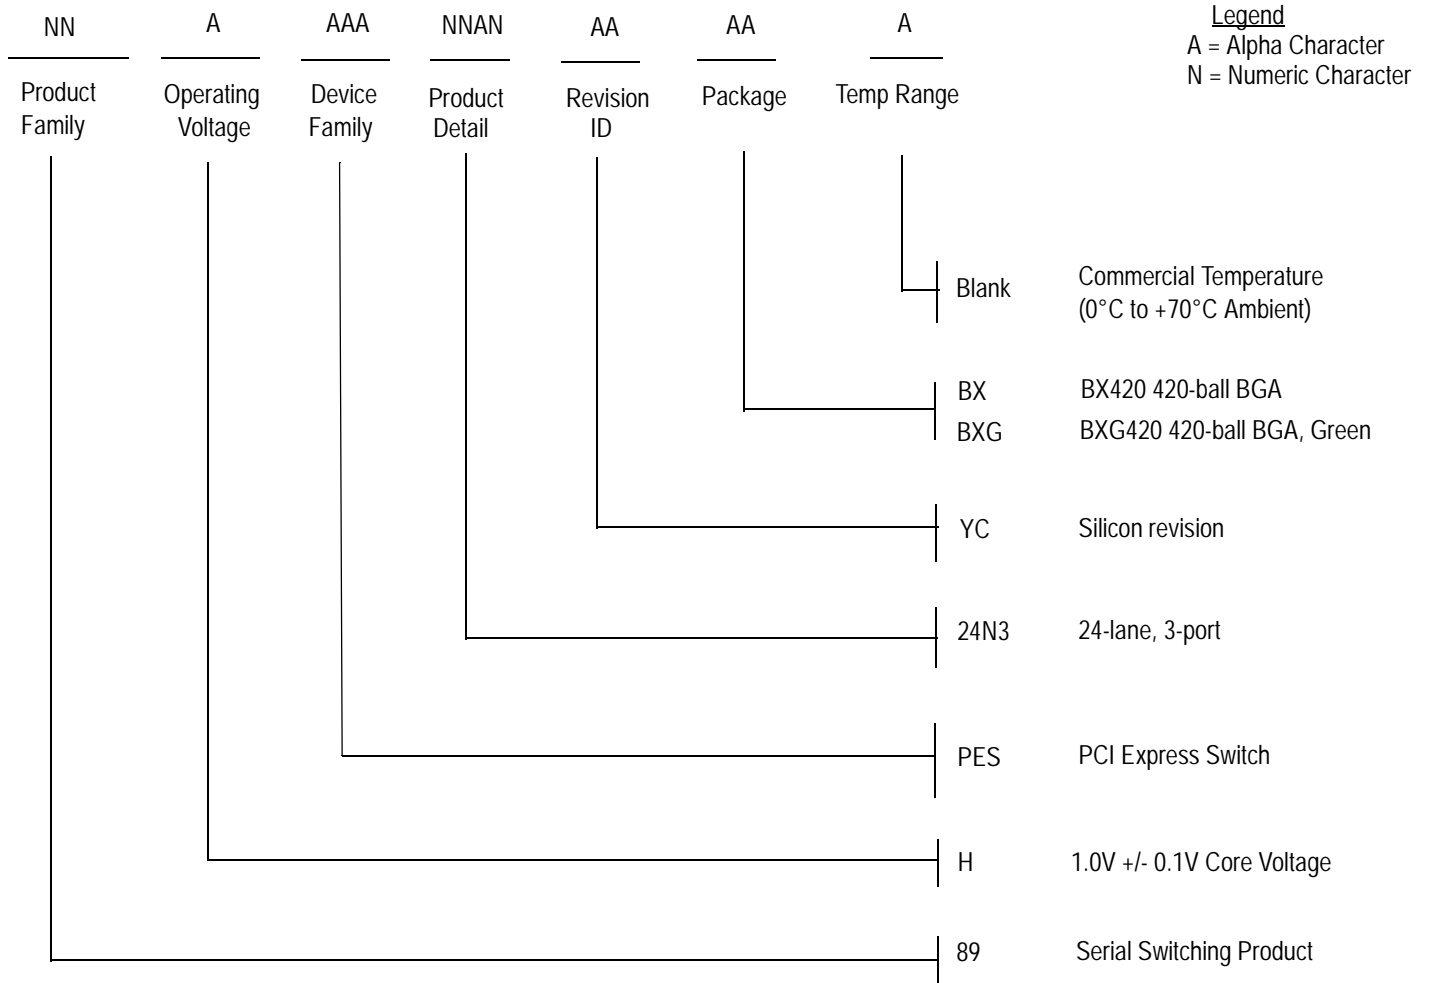 NN A AAA NNAN AA AA A
Legend
A = Alpha Character
N = Numeric Character
Product
Family
Operating
Voltage
Device
Family
Product
Detail
Revision
ID
Package
Temp Range
Blank Commercial Temperature
(0°C to +70°C Ambient)
BX BX420 420-ball BGA
BXG BXG420 420-ball BGA, Green
YC Silicon revision
24N3 24-lane, 3-port
PES PCI Express Switch
H 1.0V +/- 0.1V Core Voltage
89 Serial Switching Product